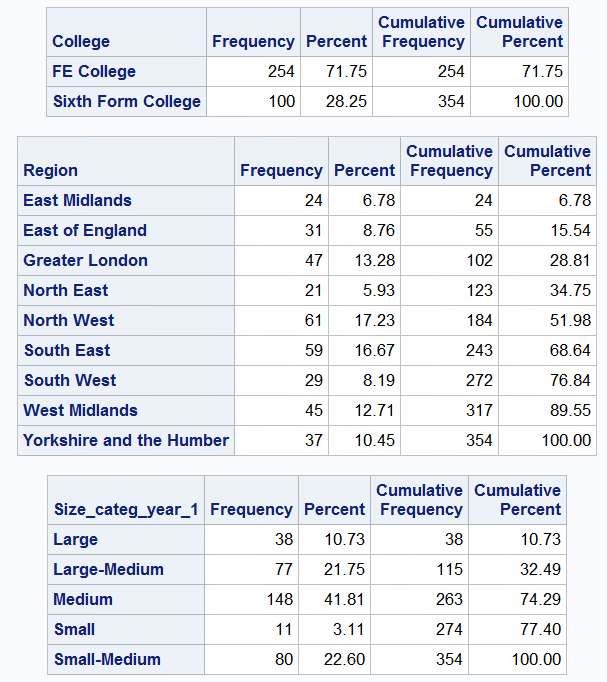 College Frequency Percent Cumulative Frequency Cumulative Percent
FE College 254 71.75 254 71.75
Sixth Form College 100 28.25 354 100.00
Region Frequency Percent Cumulative Frequency Cumulative Percent
East Midlands 24 6.78 24 6.78
East of England 31 8.76 55 15.54
Greater London 47 13.28 102 28.81
North East 21 5.93 123 34.75
North West 61 17.23 184 51.98
South East 59 16.67 243 68.64
South West 29 8.19 272 76.84
West Midlands 45 12.71 317 89.55
Yorkshire and the Humber 37 10.45 354 100.00
Size_categ_year_1 Frequency Percent Cumulative Frequency Cumulative Percent
Large 38 10.73 38 10.73
Large-Medium 77 21.75 115 32.49
Medium 148 41.81 263 74.29
Small 11 3.11 274 77.40
Small-Medium 80 22.60 354 100.00